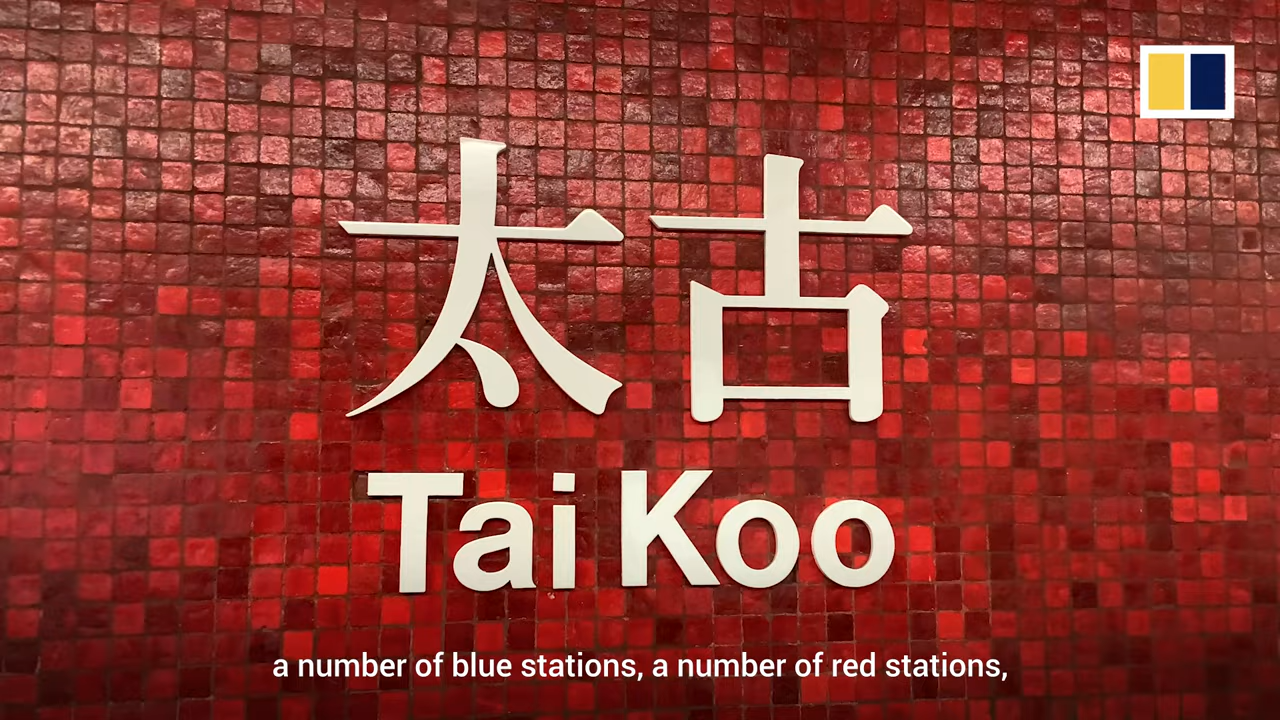 太古
Tai Koo
a number of blue stations, a number of red stations,